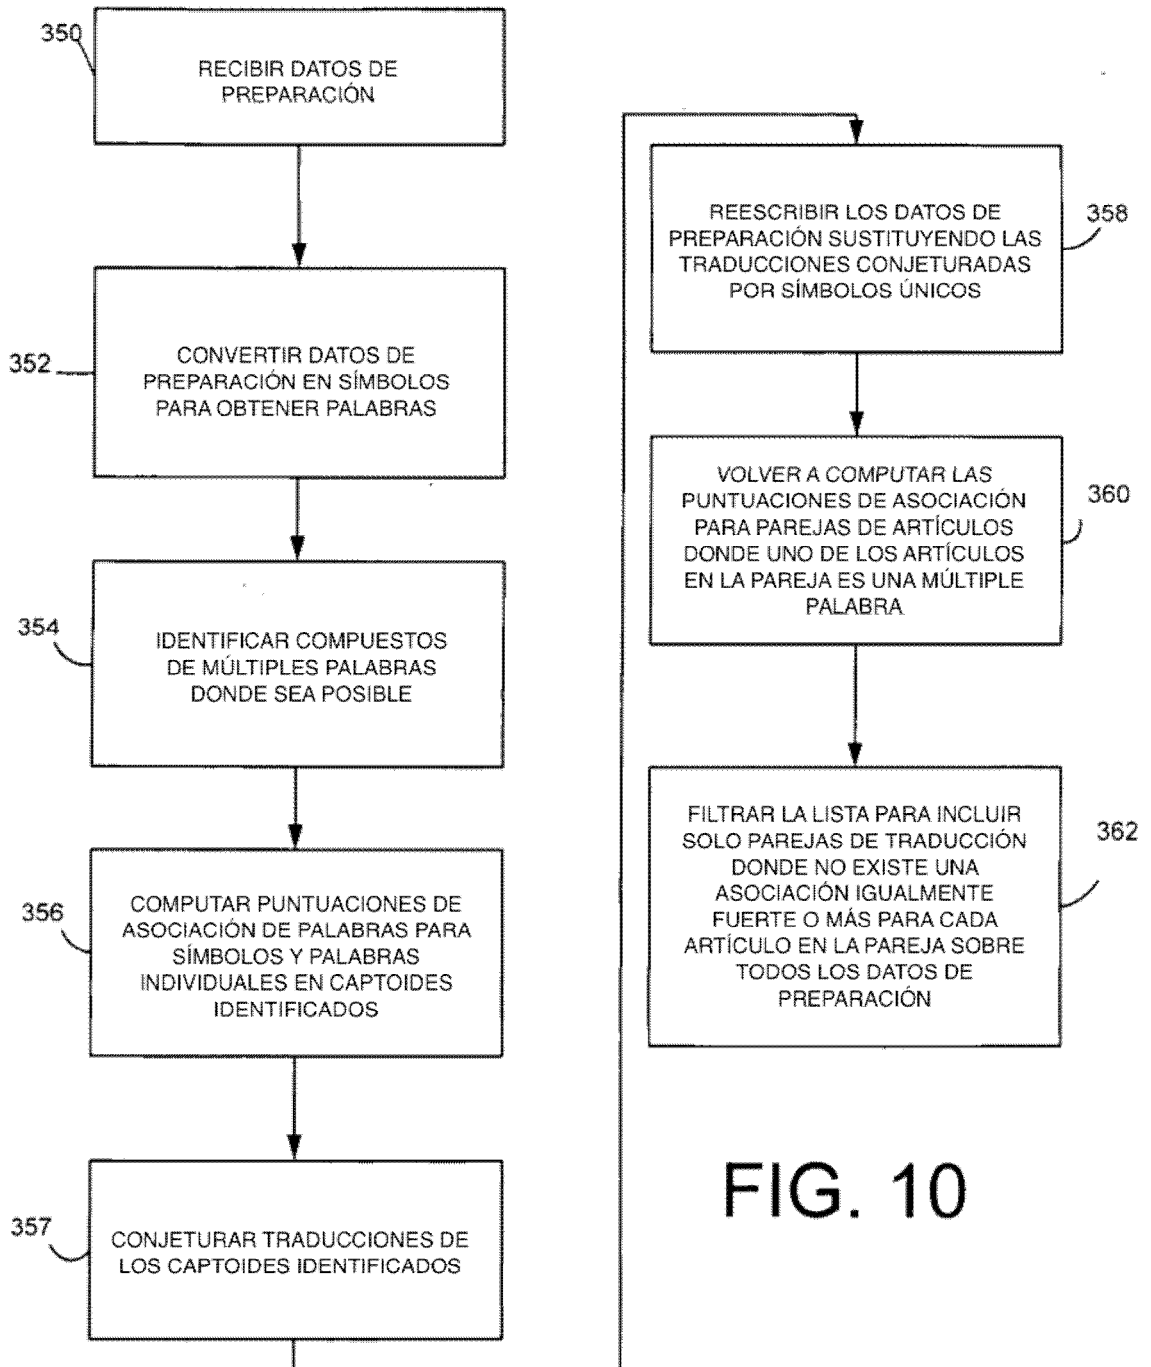 350
RECIBIR DATOS DE
PREPARACIÓN
352
CONVERTIR DATOS DE
PREPARACIÓN EN SÍMBOLOS
PARA OBTENER PALABRAS
354
IDENTIFICAR COMPUESTOS
DE MÚLTIPLES PALABRAS
DONDE SEA POSIBLE
356
COMPUTAR PUNTUACIONES DE
ASOCIACIÓN DE PALABRAS PARA
SÍMBOLOS Y PALABRAS
INDIVIDUALES EN CAPTOIDES
IDENTIFICADOS
357
CONJETURAR TRADUCCIONES DE
LOS CAPTOIDES IDENTIFICADOS
358
REESCRIBIR LOS DATOS DE
PREPARACIÓN SUSTITUYENDO LAS
TRADUCCIONES CONJETURADAS
POR SÍMBOLOS ÚNICOS
360
VOLVER A COMPUTAR LAS
PUNTUACIONES DE ASOCIACIÓN
PARA PAREJAS DE ARTÍCULOS
DONDE UNO DE LOS ARTÍCULOS
EN LA PAREJA ES UNA MÚLTIPLE
PALABRA
362
FILTRAR LA LISTA PARA INCLUIR
SOLO PAREJAS DE TRADUCCIÓN
DONDE NO EXISTE UNA
ASOCIACIÓN IGUALMENTE
FUERTE O MÁS PARA CADA
ARTÍCULO EN LA PAREJA SOBRE
TODOS LOS DATOS DE
PREPARACIÓN
FIG. 10